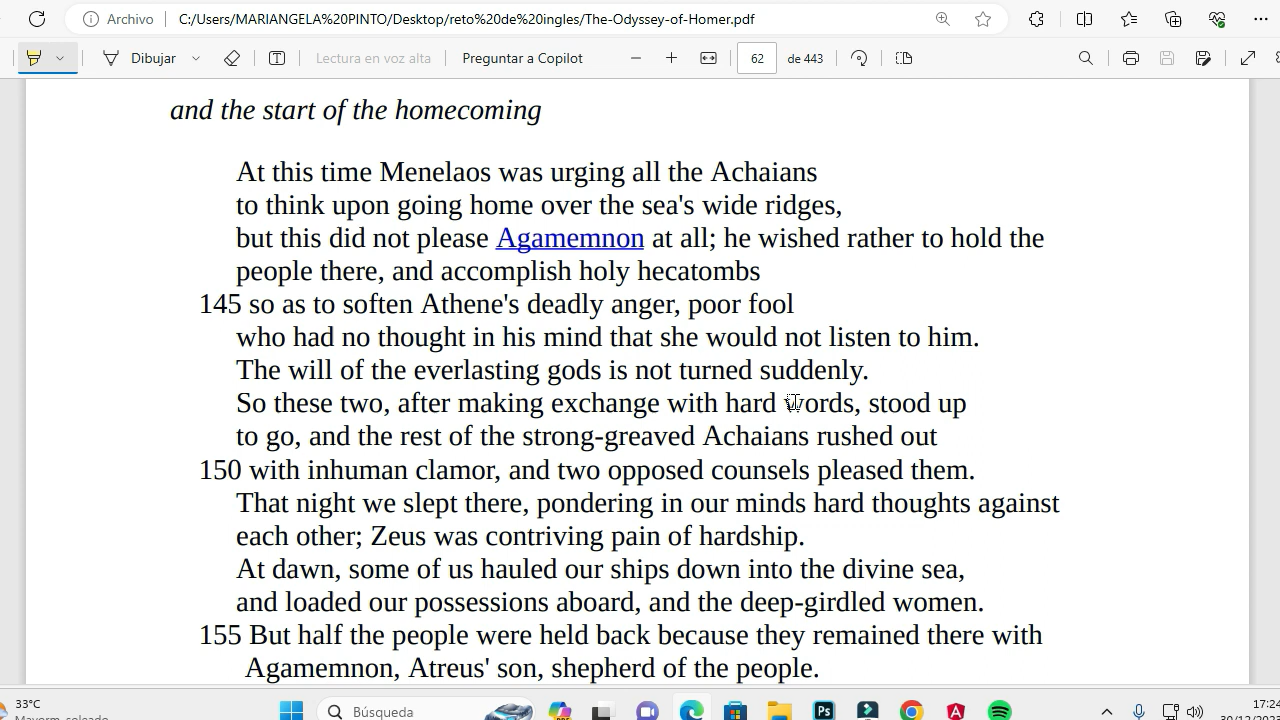 Archivo
C:/Users/MARIANGELA%20PINTO/Desktop/reto%20de%20ingles/The-Odyssey-of-Homer.pdf
Dibujar
Lectura en voz alta
Preguntar a Copilot
62
de 443
and the start of the homecoming
At this time Menelaos was urging all the Achaians
to think upon going home over the sea's wide ridges,
but this did not please Agamemnon at all; he wished rather to hold the
people there, and accomplish holy hecatombs
145 so as to soften Athene's deadly anger, poor fool
who had no thought in his mind that she would not listen to him.
The will of the everlasting gods is not turned suddenly.
So these two, after making exchange with hard words, stood up
to go, and the rest of the strong-greaved Achaians rushed out
150 with inhuman clamor, and two opposed counsels pleased them.
That night we slept there, pondering in our minds hard thoughts against
each other; Zeus was contriving pain of hardship.
At dawn, some of us hauled our ships down into the divine sea,
and loaded our possessions aboard, and the deep-girdled women.
155 But half the people were held back because they remained there with
Agamemnon, Atreus' son, shepherd of the people.
33°C
Mayorm. soleado
Búsqueda
17:24